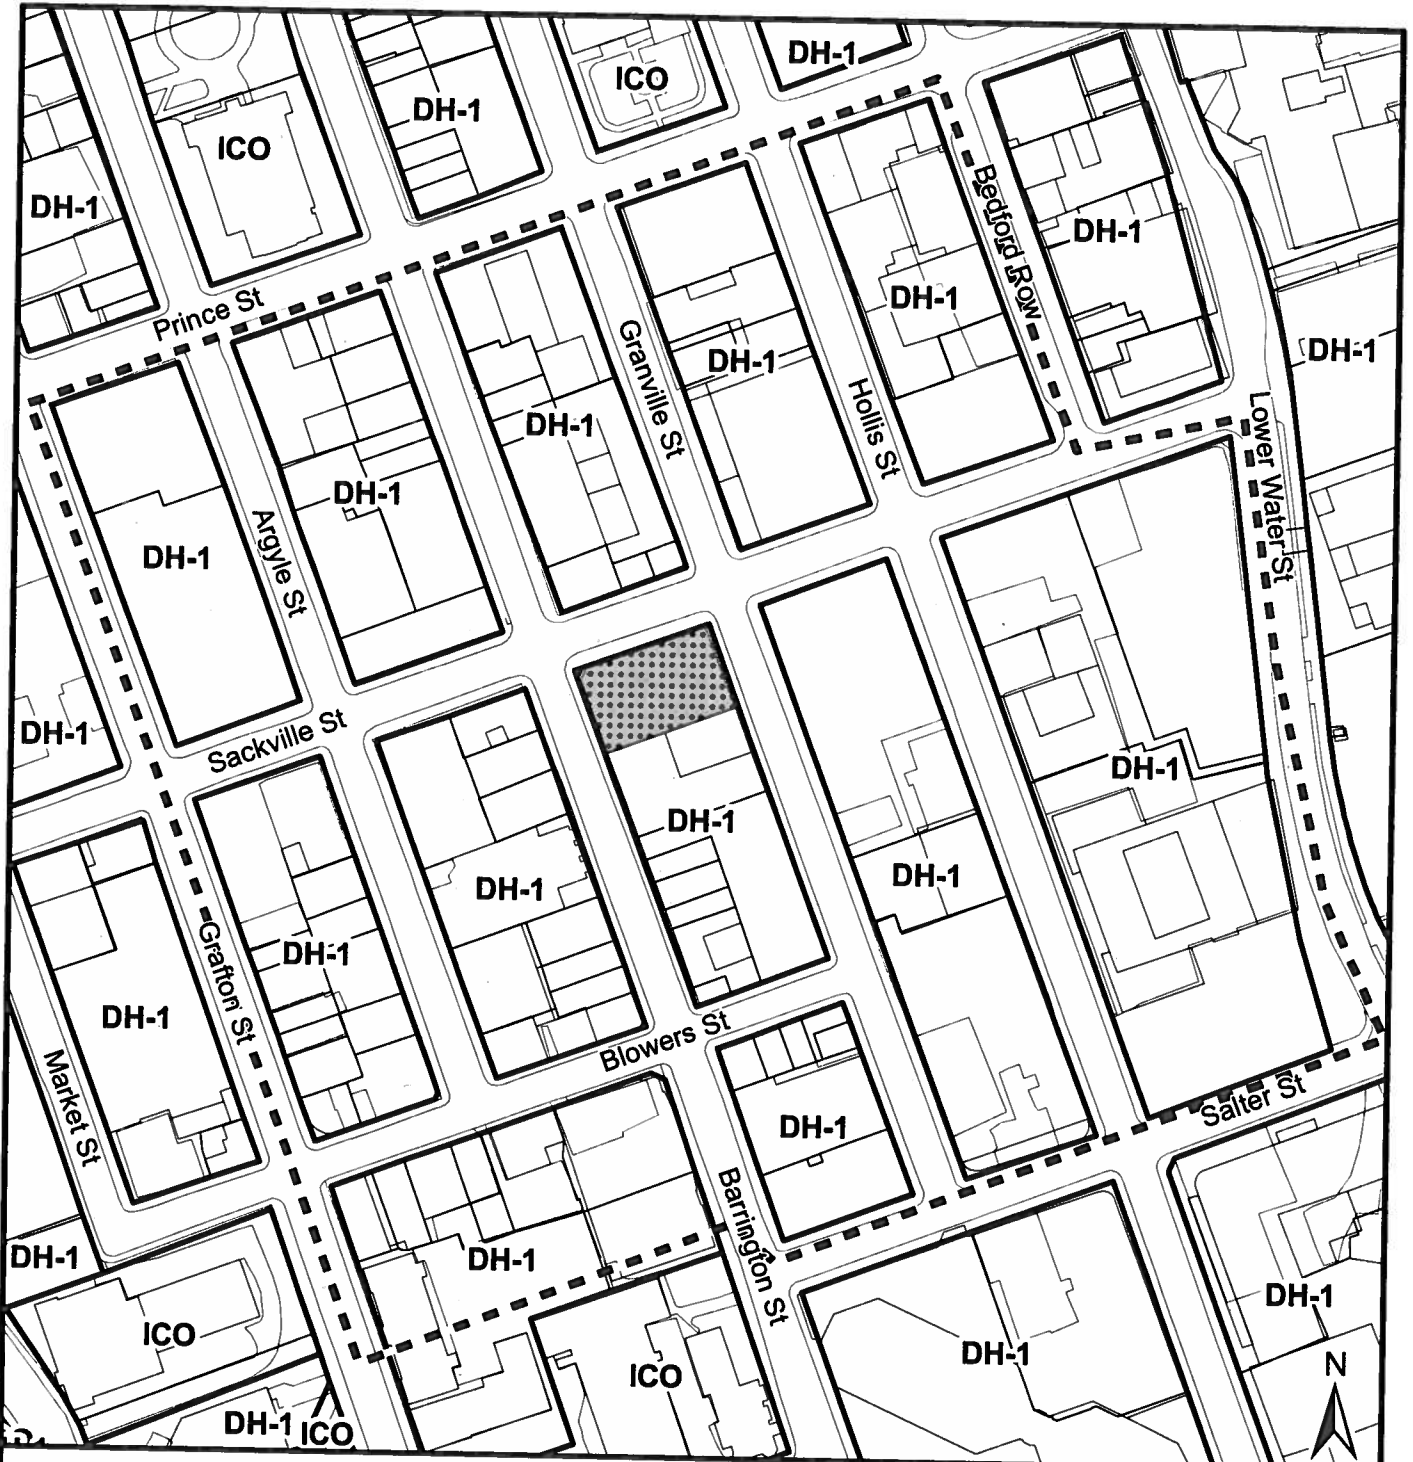 DH-1
ICO
DH-1
ICO
DH-1
DH-1
Bedford Row
DH-1
DH-1
Prince St
Granville St
DH-1
DH-1
Hollis St
Lower Water St
DH-1
DH-1
Argyle St
DH-1
DH-1
Sackville St
DH-1
DH-1
DH-1
DH-1
Grafton St
DH-1
DH-1
Market St
Blowers St
Salter St
DH-1
Barrington St
DH-1
DH-1
DH-1
ICO
DH-1
ICO
DH-1
N
DH-1
ICO